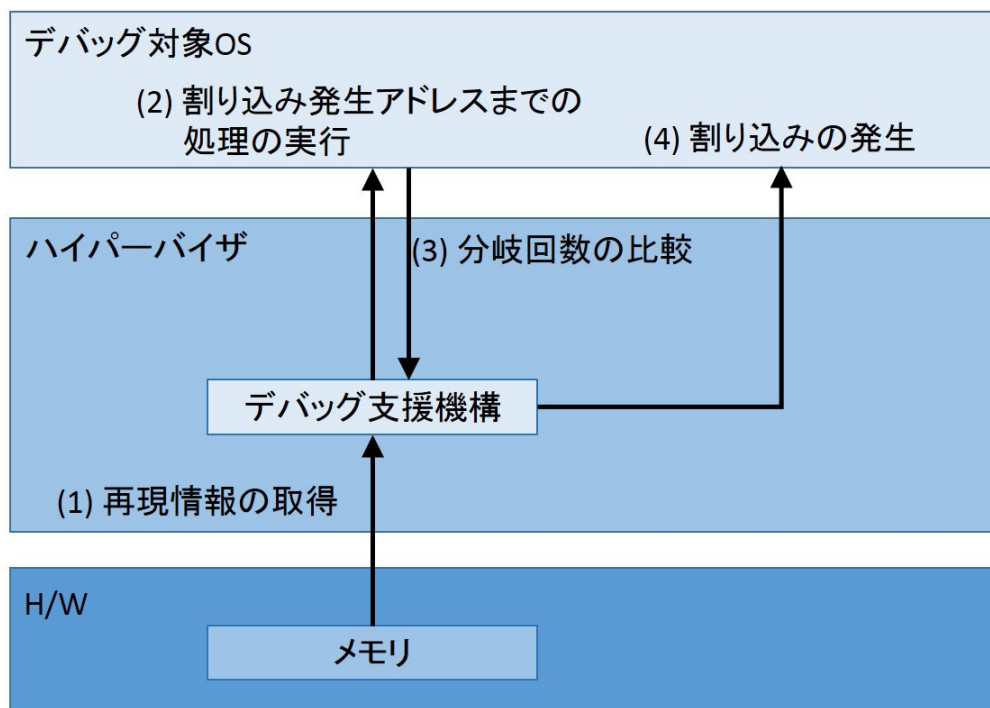 デバッグ対象OS
(2) 割り込み発生アドレスまでの
処理の実行
(4) 割り込みの発生
ハイパーバイザ
(3) 分岐回数の比較
デバッグ支援機構
(1) 再現情報の取得
H/W
メモリ